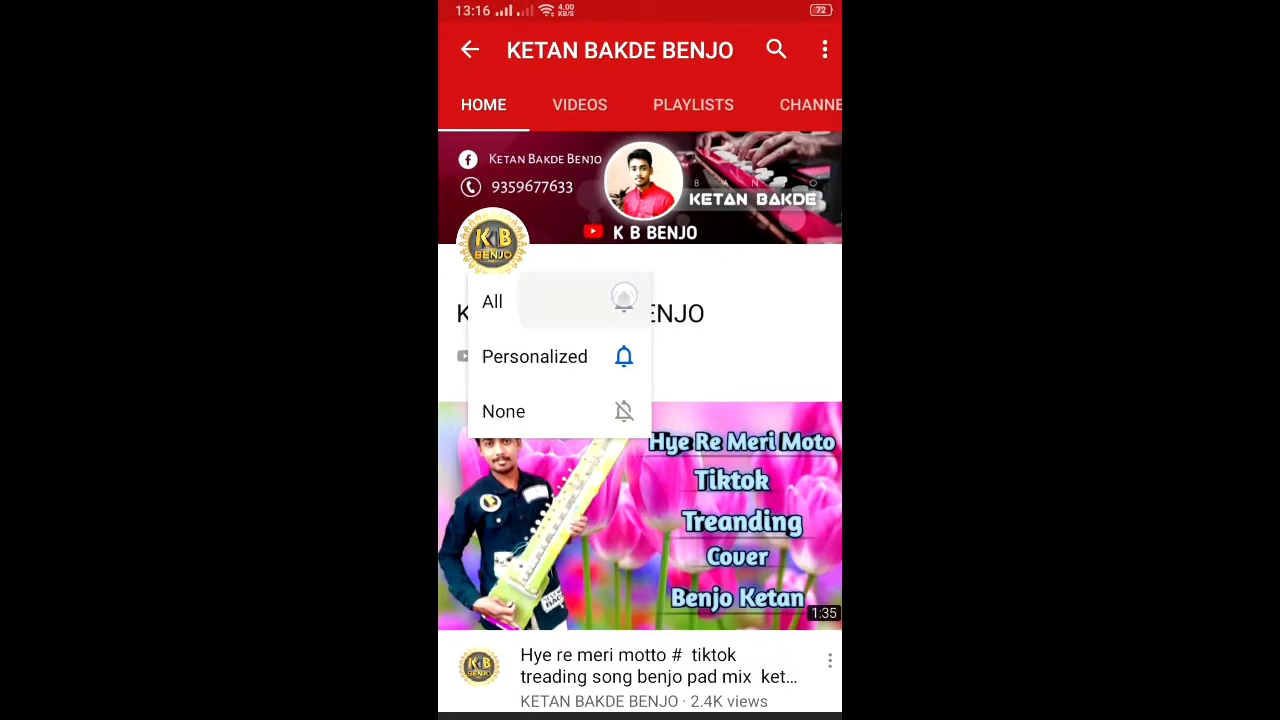 13:16
4.00
KB/S
72
KETAN BAKDE BENJO
HOME VIDEOS PLAYLISTS CHANNE
KETAN BAKDE BENJO
9359677633
B A N O
KETAN BAKDE
K B BENJO
K B
BENJO
All
K ENJO
Personalized
None
Hye Re Meri Moto
Tiktok
Treanding
Cover
Benjo Ketan
1:35
K B
BENJO
Hye re meri motto # tiktok
treading song benjo pad mix ket...
KETAN BAKDE BENJO · 2.4K views